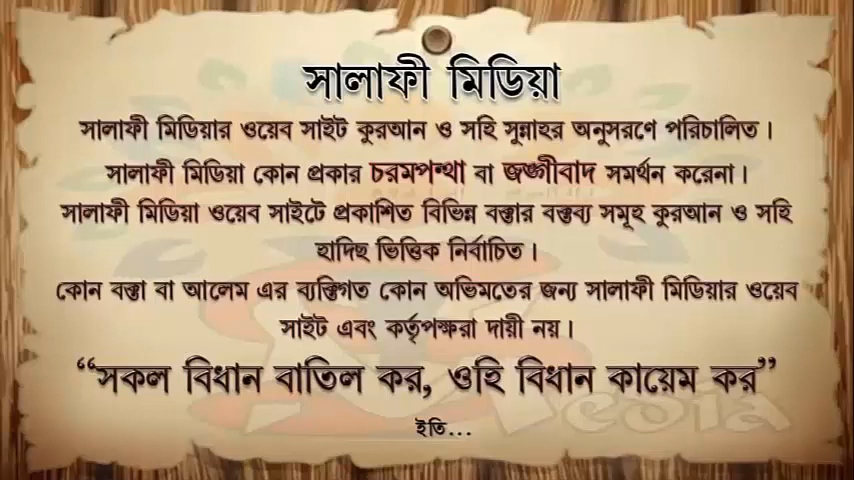 সালাফী মিডিয়া
সালাফী মিডিয়ার ওয়েব সাইট কুরআন ও সহি সুন্নাহর অনুসরণে পরিচালিত।
সালাফী মিডিয়া কোন প্রকার চরমপন্থা বা জঙ্গীবাদ সমর্থন করেনা।
সালাফী মিডিয়া ওয়েব সাইটে প্রকাশিত বিভিন্ন বক্তার বক্তব্য সমূহ কুরআন ও সহি
হাদিছ ভিত্তিক নির্বাচিত।
কোন বক্তা বা আলেম এর ব্যক্তিগত কোন অভিমতের জন্য সালাফী মিডিয়ার ওয়েব
সাইট এবং কর্তৃপক্ষরা দায়ী নয়।
“সকল বিধান বাতিল কর, ওহি বিধান কায়েম কর”
ইতি...